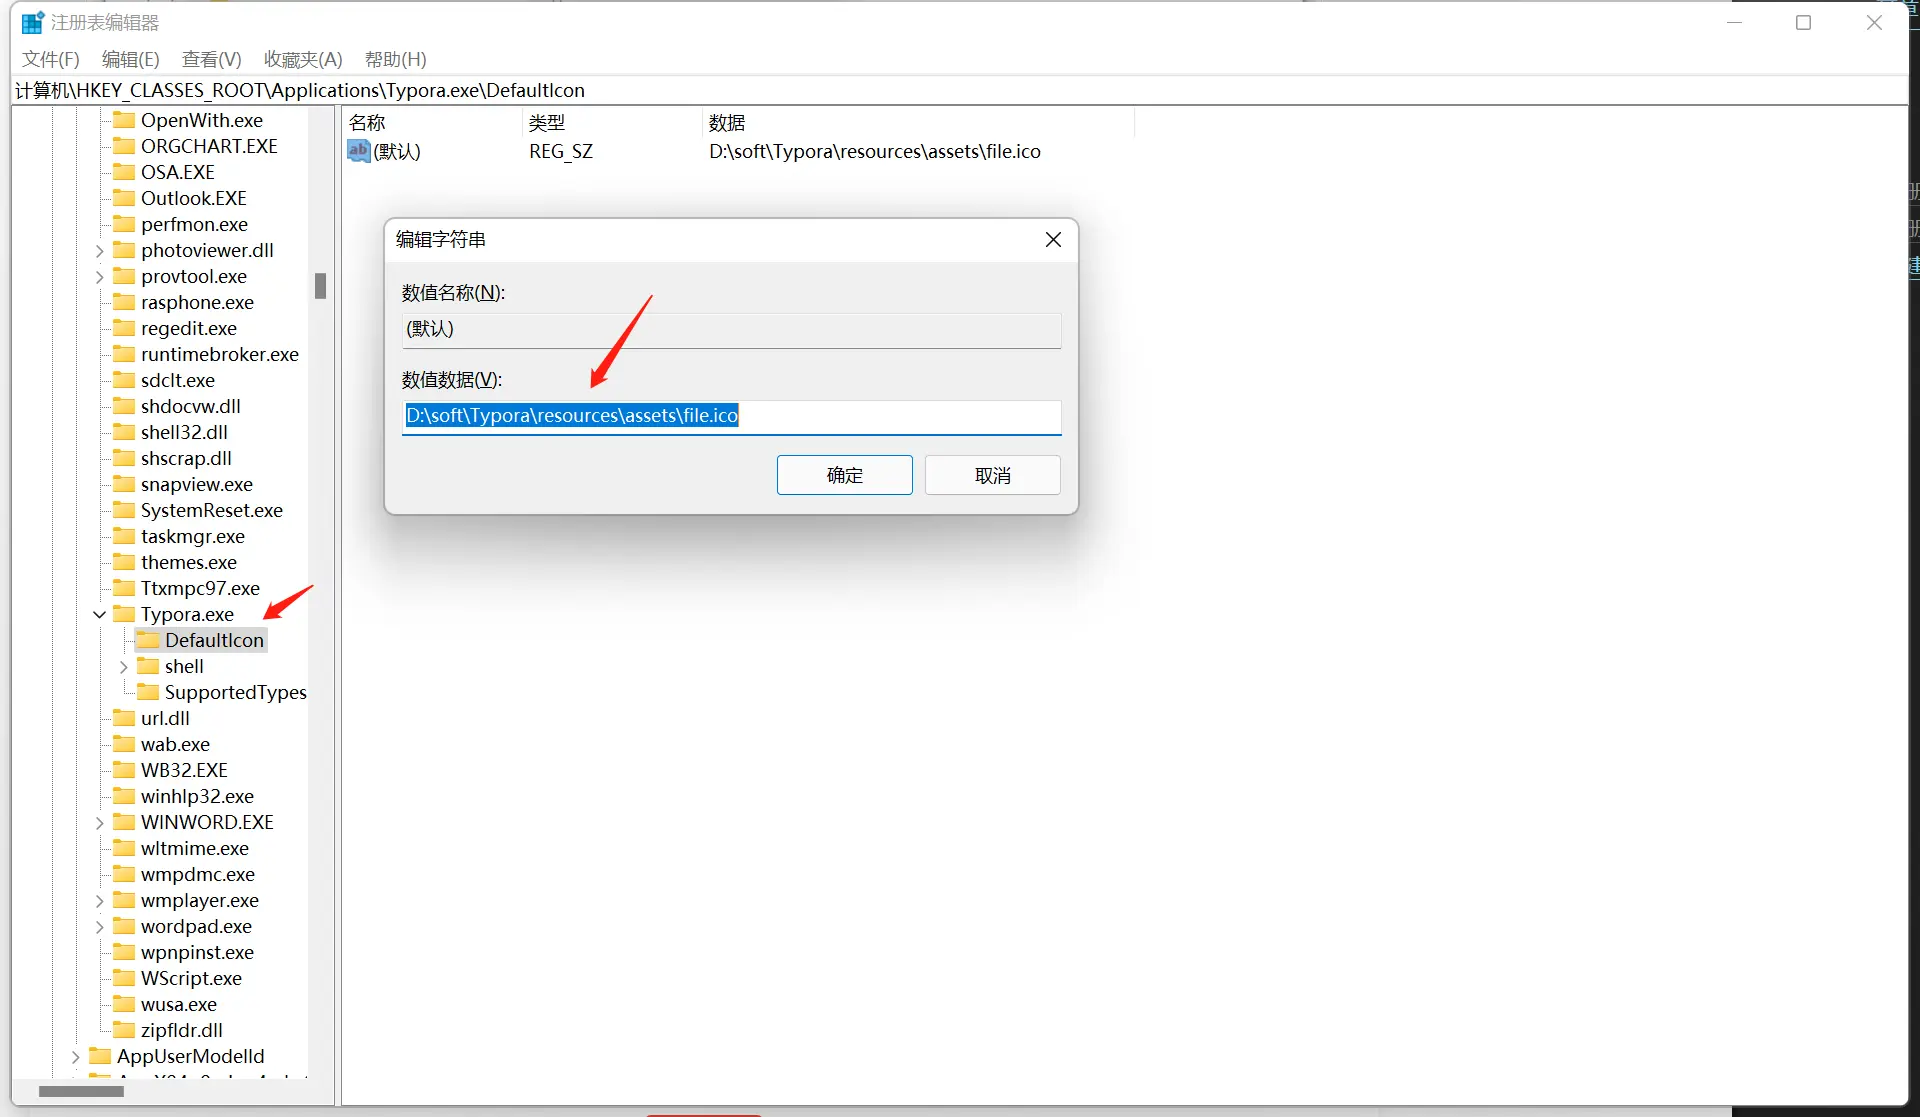 注册表编辑器
文件(F) 编辑(E) 查看(V) 收藏夹(A) 帮助(H)
计算机\HKEY_CLASSES_ROOT\Applications\Typora.exe\DefaultIcon
OpenWith.exe
ORGCHART.EXE
OSA.EXE
Outlook.EXE
perfmon.exe
photoviewer.dll
provtool.exe
rasphone.exe
regedit.exe
runtimebroker.exe
sdclt.exe
shdocvw.dll
shell32.dll
shscrap.dll
snapview.exe
SystemReset.exe
taskmgr.exe
themes.exe
Ttxmpc97.exe
Typora.exe
DefaultIcon
shell
SupportedTypes
url.dll
wab.exe
WB32.EXE
winhlp32.exe
WINWORD.EXE
wltmime.exe
wmpdmc.exe
wmplayer.exe
wordpad.exe
wpnpinst.exe
WScript.exe
wusa.exe
zipfldr.dll
AppUserModelId
名称 类型 数据
ab (默认) REG_SZ D:\soft\Typora\resources\assets\file.ico
编辑字符串
数值名称(N):
(默认)
数值数据(V):
D:\soft\Typora\resources\assets\file.ico
确定 取消